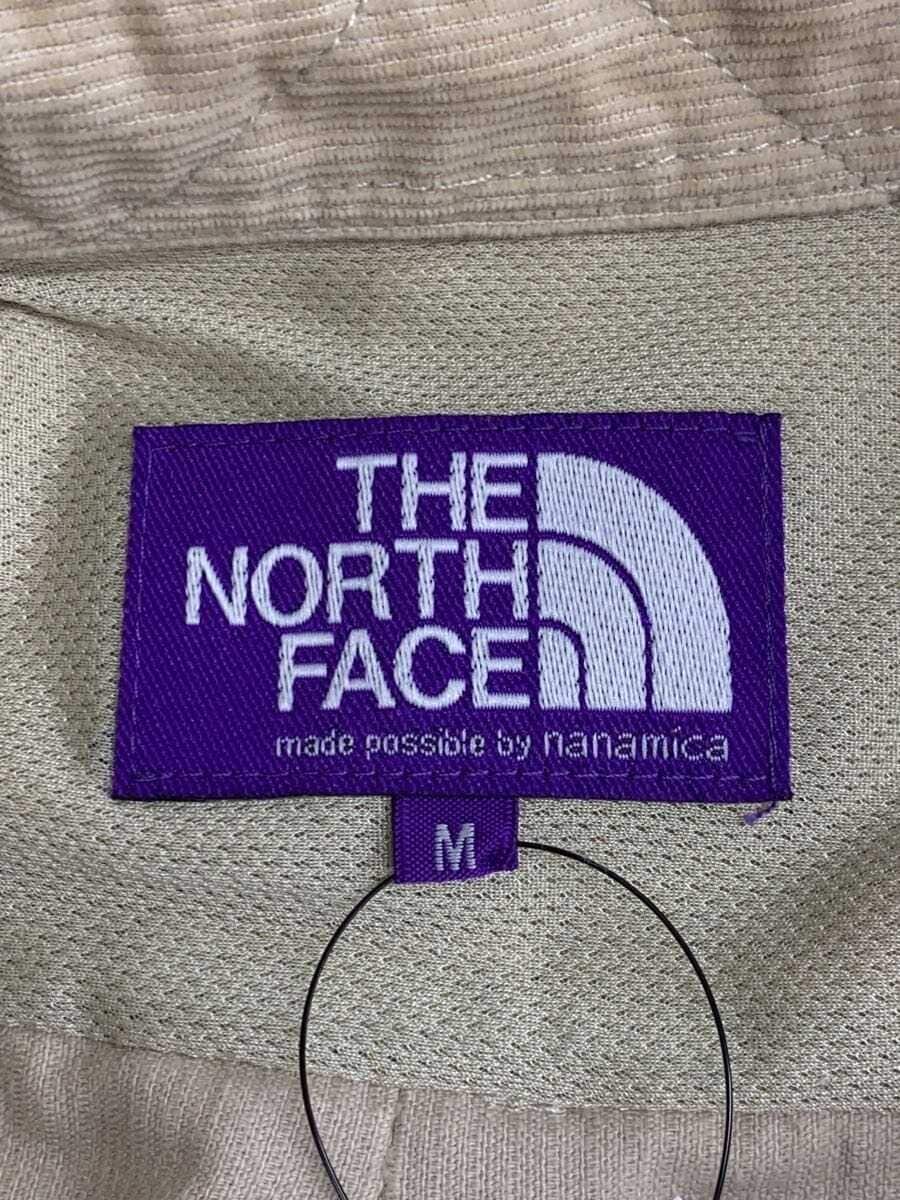 THE
NORTH
FACE
made possible by nanamica
M